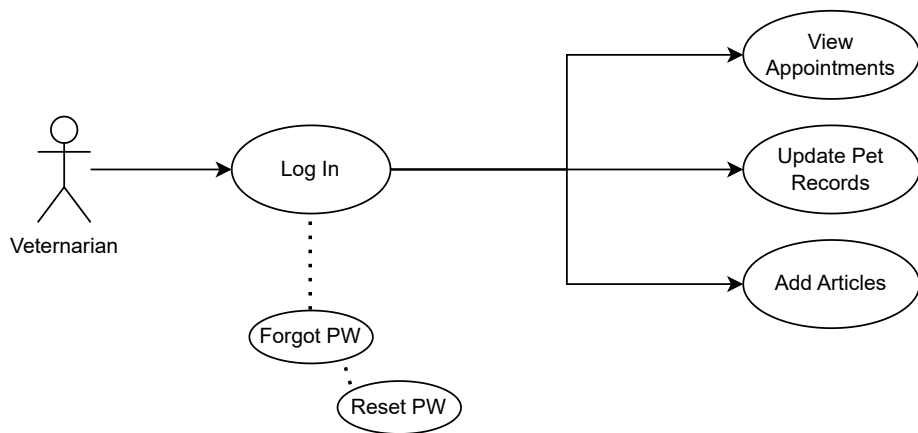 View
Appointments
Log In
Update Pet
Records
Veternarian
Add Articles
Forgot PW
Reset PW